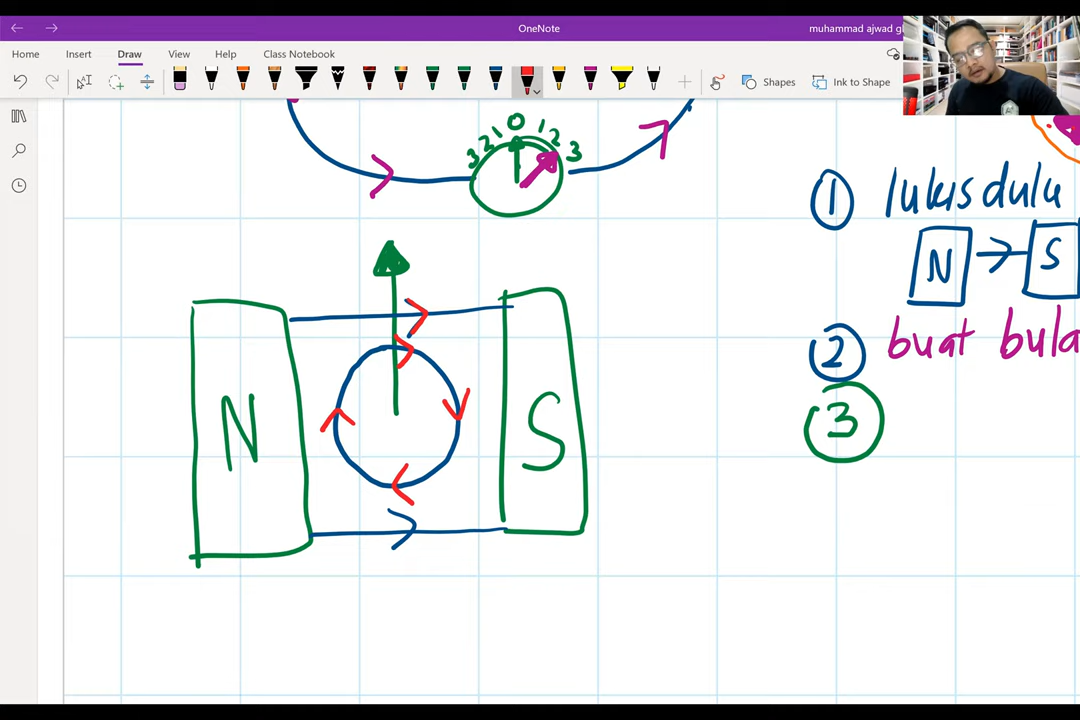 OneNote
muhammad ajwad g
Home Insert Draw View Help Class Notebook
Shapes Ink to Shape
3 2 1 0 1 2 3
1 lukis dulu
N → S
2 buat
3
N S